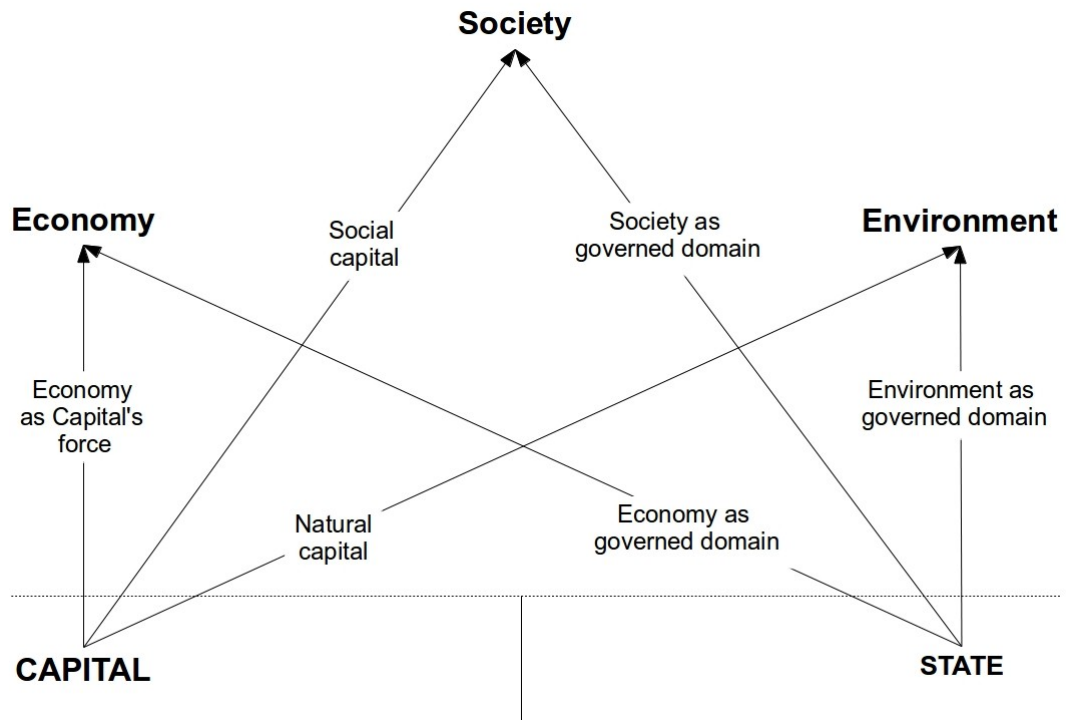 Society
Economy
Environment
Social
capital
Society as
governed domain
Economy
as Capital's
force
Environment as
governed domain
Natural
capital
Economy as
governed domain
CAPITAL
STATE